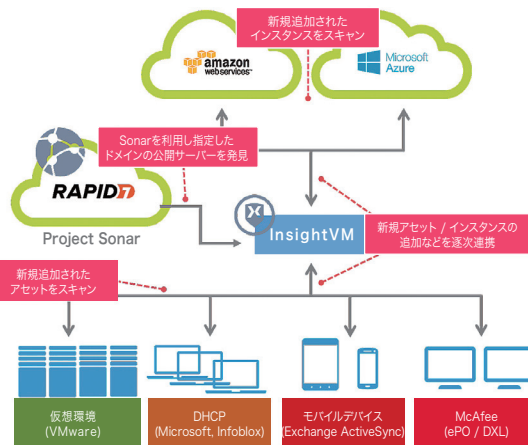 新規追加された
インスタンスをスキャン
amazon
webservices™
Microsoft
Azure
Sonarを利用し指定した
ドメインの公開サーバーを発見
RAPID7
Project Sonar
InsightVM
新規アセット / インスタンスの
追加などを逐次連携
新規追加された
アセットをスキャン
仮想環境
(VMware)
DHCP
(Microsoft, Infoblox)
モバイルデバイス
(Exchange ActiveSync)
McAfee
(ePO / DXL)